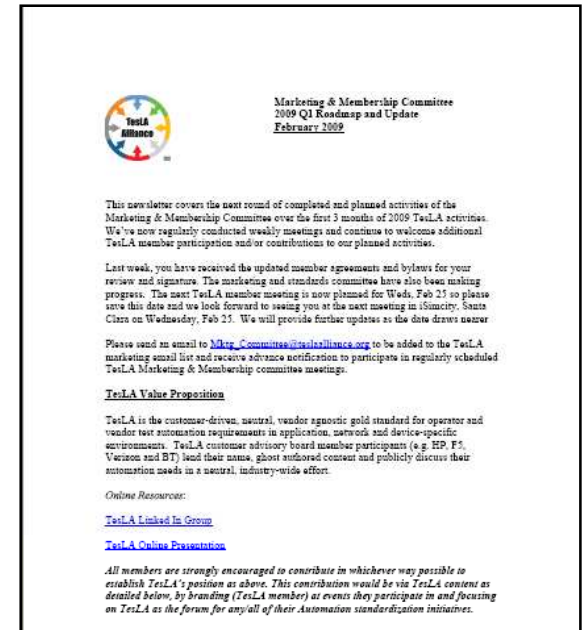 TesLA
Alliance
Marketing & Membership Committee
2009 Q1 Roadmap and Update
February 2009
This newsletter covers the next round of completed and planned activities of the
Marketing & Membership Committee over the first 3 months of 2009 TesLA activities.
We've now regularly conducted weekly meetings and continue to welcome additional
TesLA member participation and/or contributions to our planned activities.
Last week, you have received the updated member agreements and bylaws for your
review and signature. The marketing and standards committee have also been making
progress. The next TesLA member meeting is now planned for Weds, Feb 25 so please
save this date and we look forward to seeing you at the next meeting in iSimcity, Santa
Clara on Wednesday, Feb 25. We will provide further updates as the date draws nearer
Please send an email to Mktg_Committee@teslaalliance.org to be added to the TesLA
marketing email list and receive advance notification to participate in regularly scheduled
TesLA Marketing & Membership committee meetings.
TesLA Value Proposition
TesLA is the customer-driven, neutral, vendor agnostic gold standard for operator and
vendor test automation requirements in application, network and device-specific
environments. TesLA customer advisory board member participants (e.g. HP, F5,
Verizon and BT) lend their name, ghost authored content and publicly discuss their
automation needs in a neutral, industry-wide effort.
Online Resources:
TesLA Linked In Group
TesLA Online Presentation
All members are strongly encouraged to contribute in whichever way possible to
establish TesLA's position as above. This contribution would be via TesLA content as
detailed below, by branding (TesLA member) at events they participate in and focusing
on TesLA as the forum for any/all of their Automation standardization initiatives.